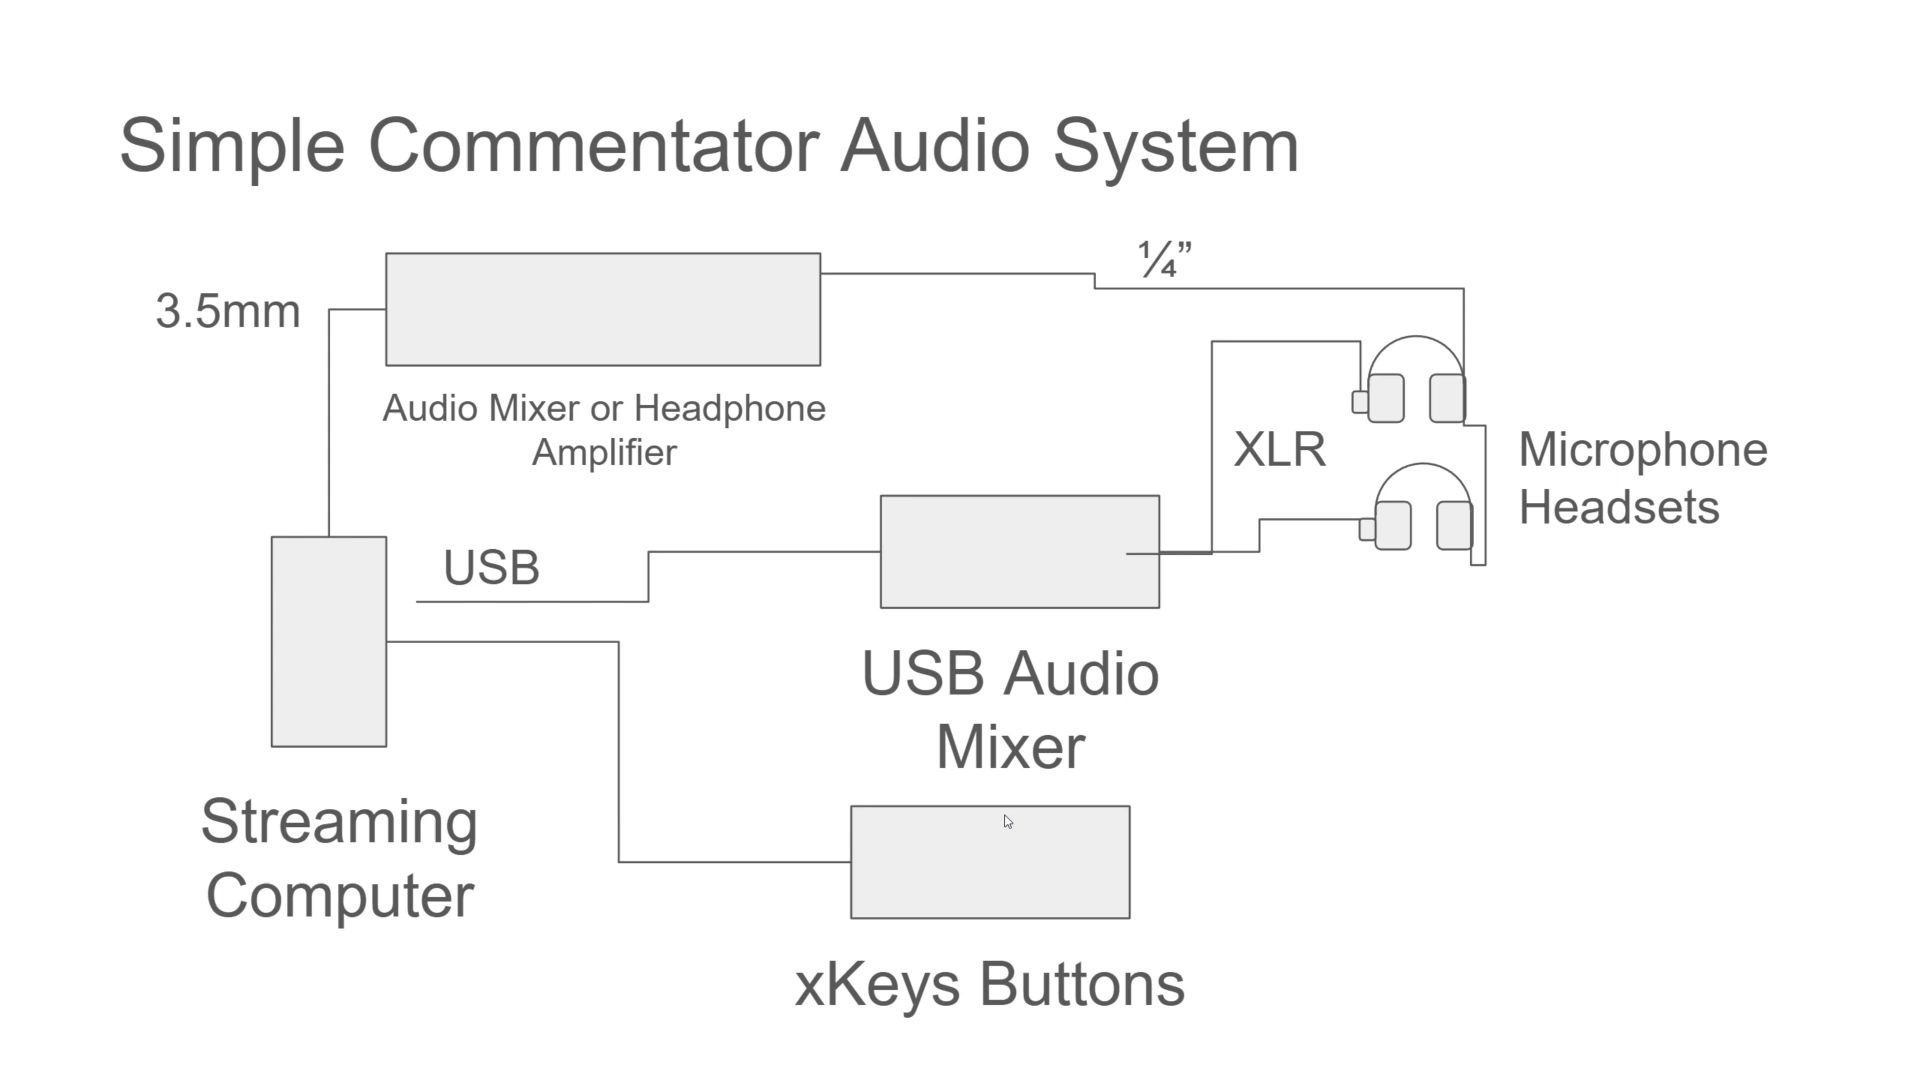 Simple Commentator Audio System
¼”
3.5mm
Audio Mixer or Headphone
Amplifier
XLR
Microphone
Headsets
USB
USB Audio
Mixer
Streaming
Computer
xKeys Buttons